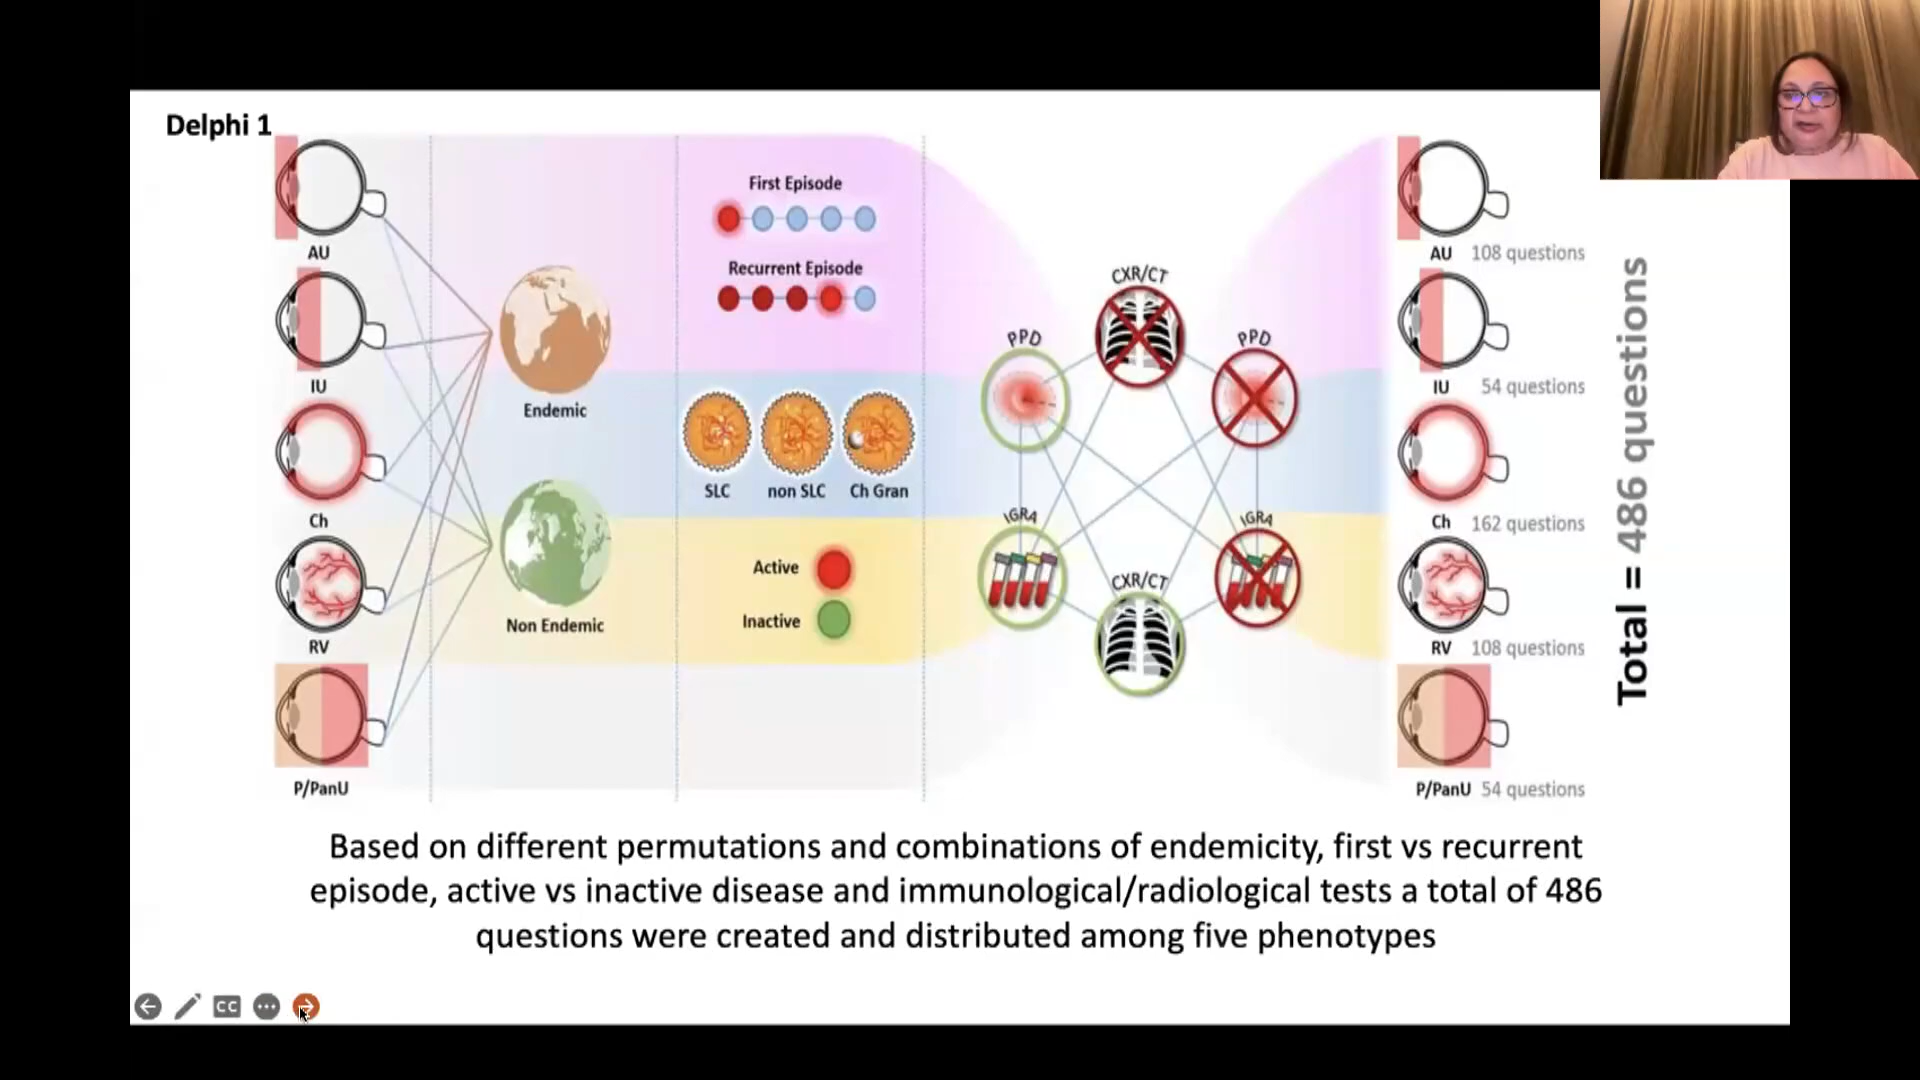 Delphi 1
AU
IU
Ch
RV
P/PanU
Endemic
Non Endemic
First Episode
Recurrent Episode
SLC non SLC Ch Gran
Active
Inactive
CXR/CT
PPD
PPD
IGRA
IGRA
CXR/CT
AU 108 questions
IU 54 questions
Ch 162 questions
RV 108 questions
P/PanU 54 questions
Total = 486 questions
Based on different permutations and combinations of endemicity, first vs recurrent
episode, active vs inactive disease and immunological/radiological tests a total of 486
questions were created and distributed among five phenotypes
CC